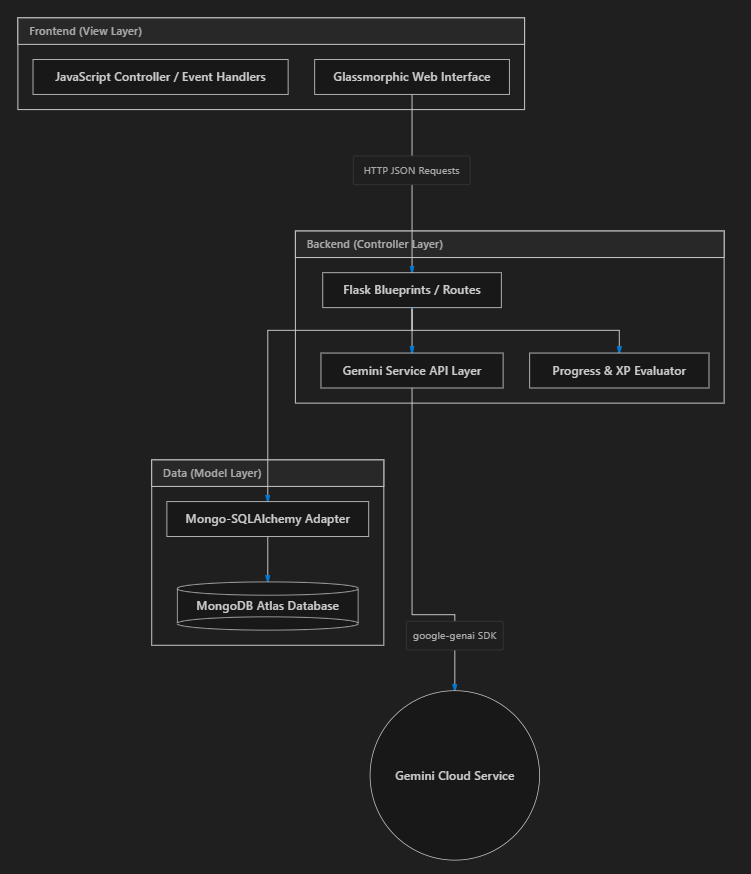 Frontend (View Layer)
JavaScript Controller / Event Handlers
Glassmorphic Web Interface
HTTP JSON Requests
Backend (Controller Layer)
Flask Blueprints / Routes
Gemini Service API Layer
Progress & XP Evaluator
Data (Model Layer)
Mongo-SQLAlchemy Adapter
MongoDB Atlas Database
google-genai SDK
Gemini Cloud Service